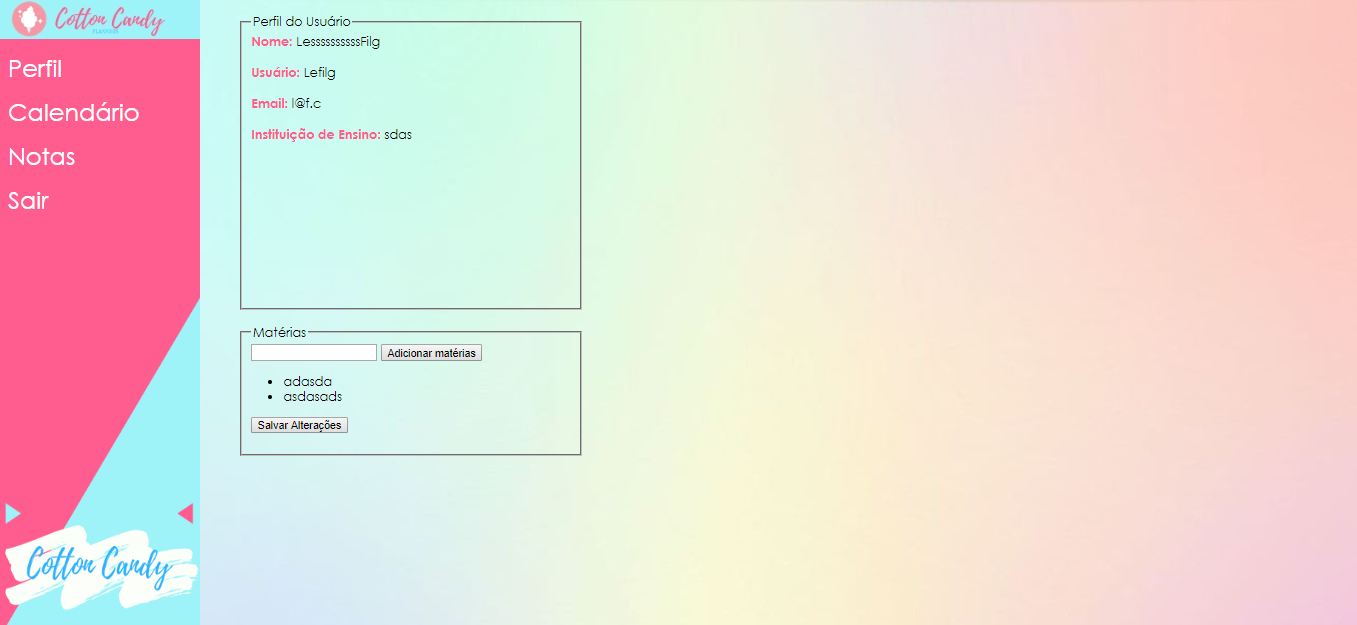 Cotton Candy
PLANNER
Perfil
Calendário
Notas
Sair
Cotton Candy
Perfil do Usuário
Nome: LessssssssssFilg
Usuário: Lefilg
Email: l@f.c
Instituição de Ensino: sdas
Matérias
Adicionar matérias
adasda
asdasads
Salvar Alterações